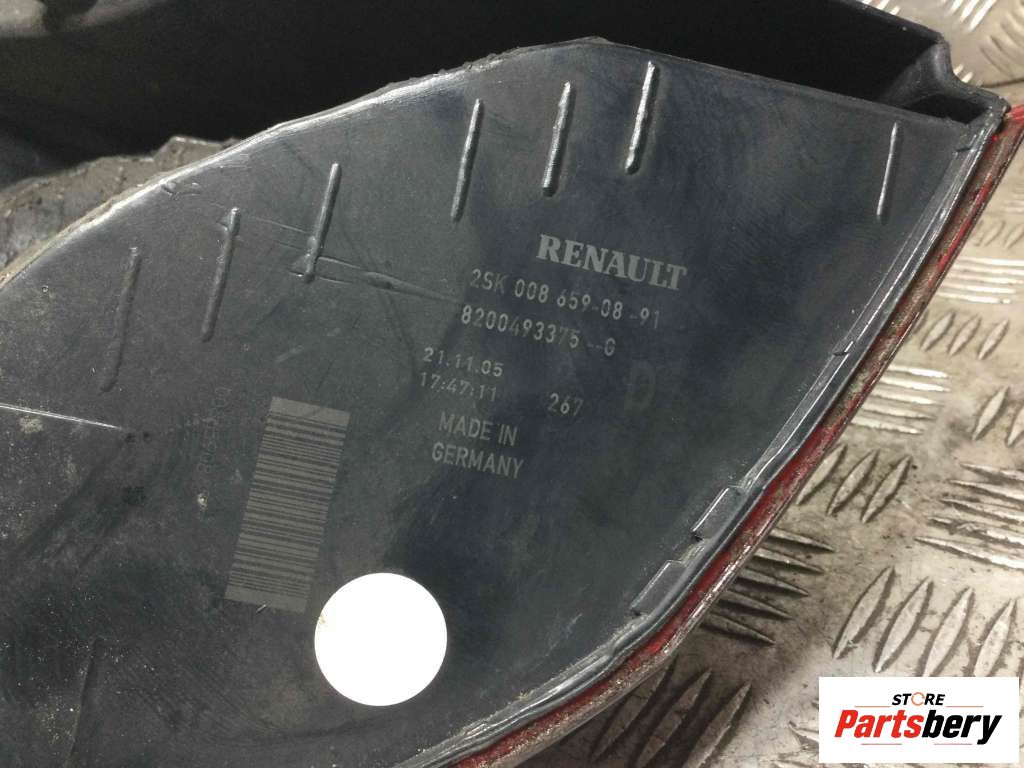 RENAULT
2SK 008 659-08 -91
8200493375 --G
21.11.05
17:47:11 267 D
MADE IN
GERMANY
STORE
Partsbery